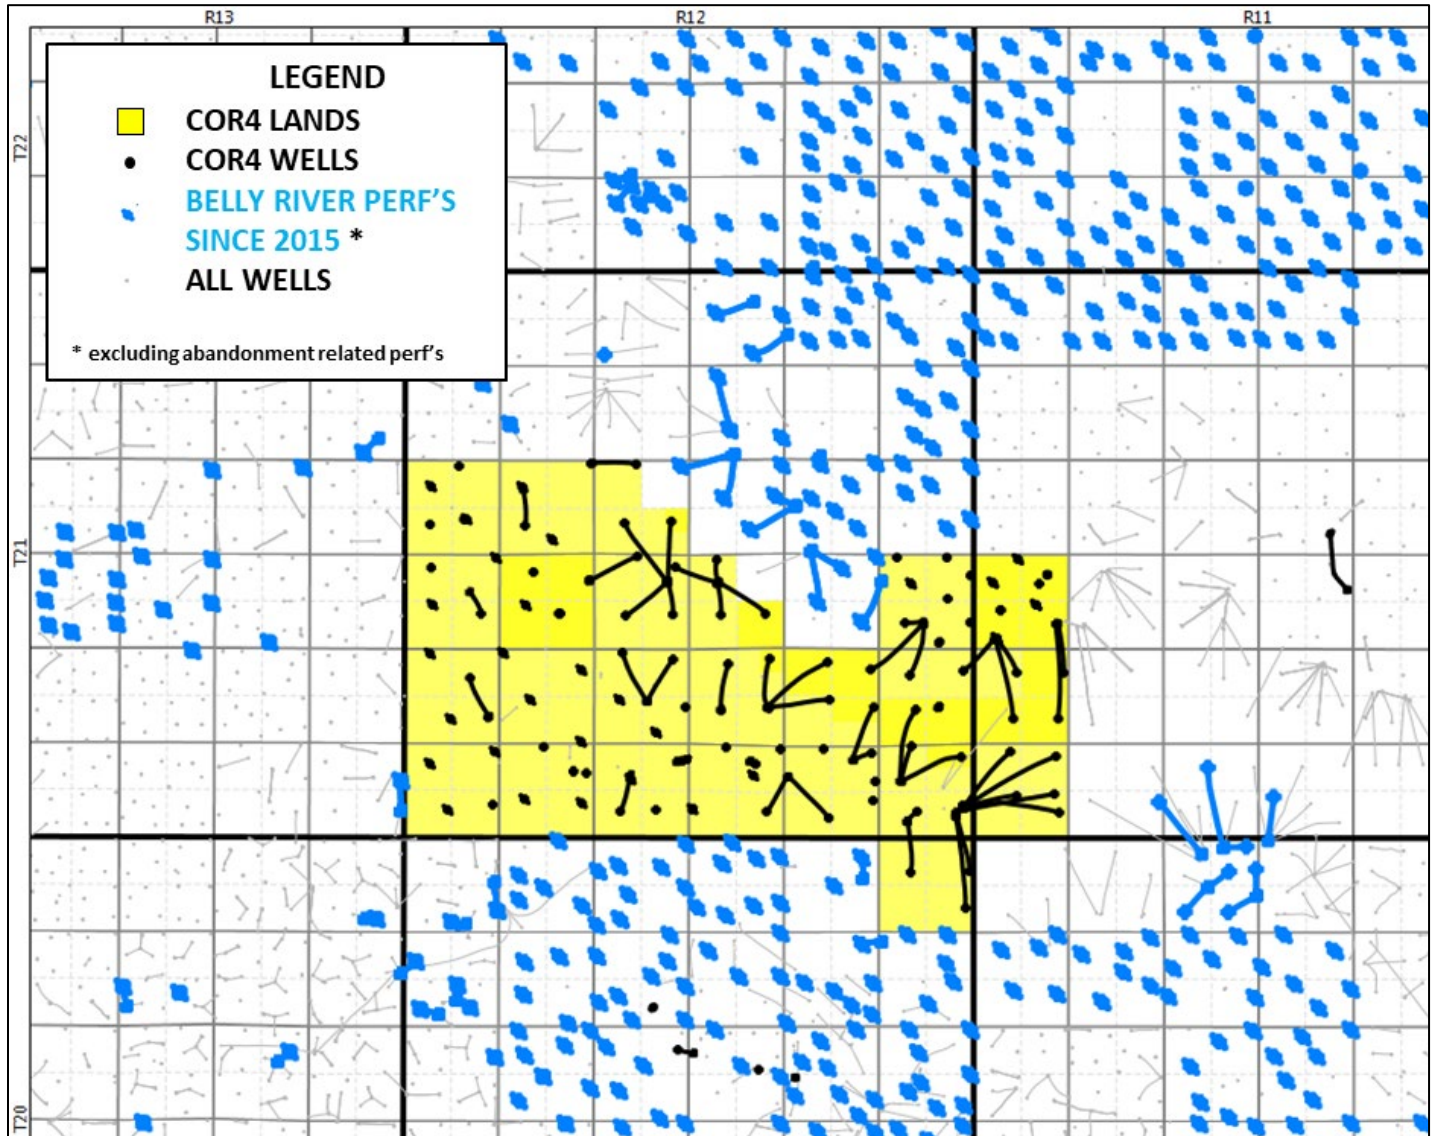 R13 R12 R11
LEGEND
COR4 LANDS
COR4 WELLS
BELLY RIVER PERF'S
SINCE 2015 *
ALL WELLS
* excluding abandonment related perf's
T22
T21
T20